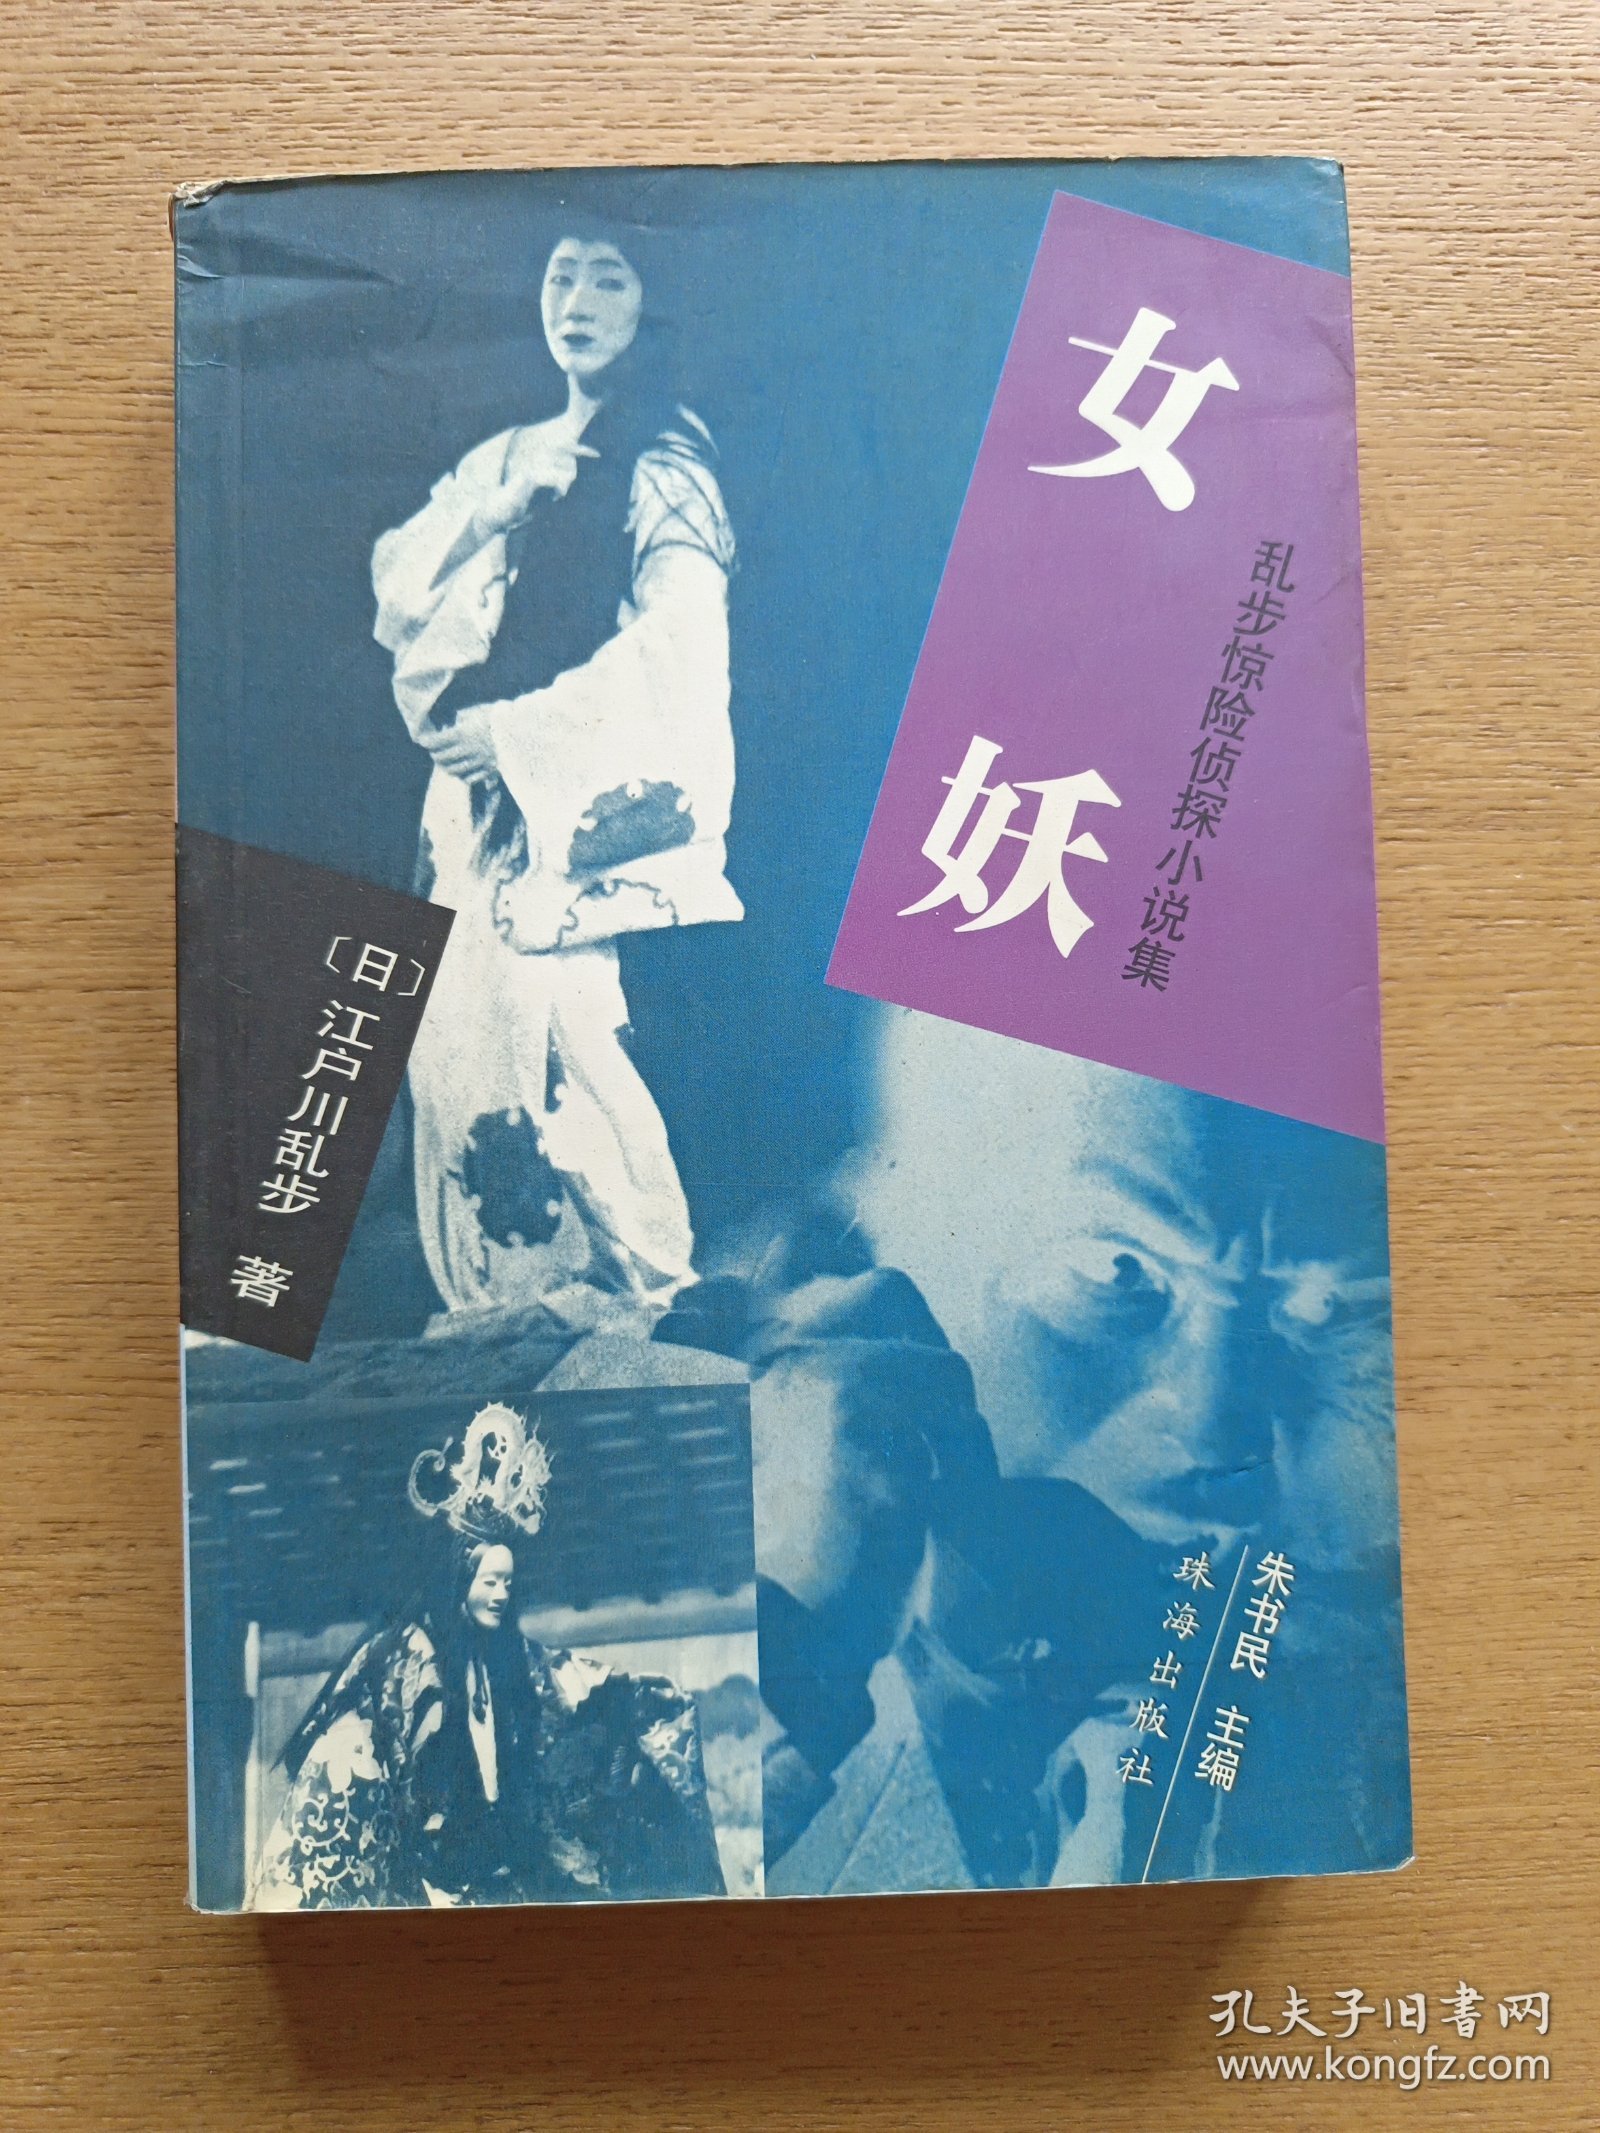 女妖
乱步惊险侦探小说集
〔日〕江户川乱步 著
朱书民 主编
珠海出版社
孔夫子旧书网
www.kongfz.com